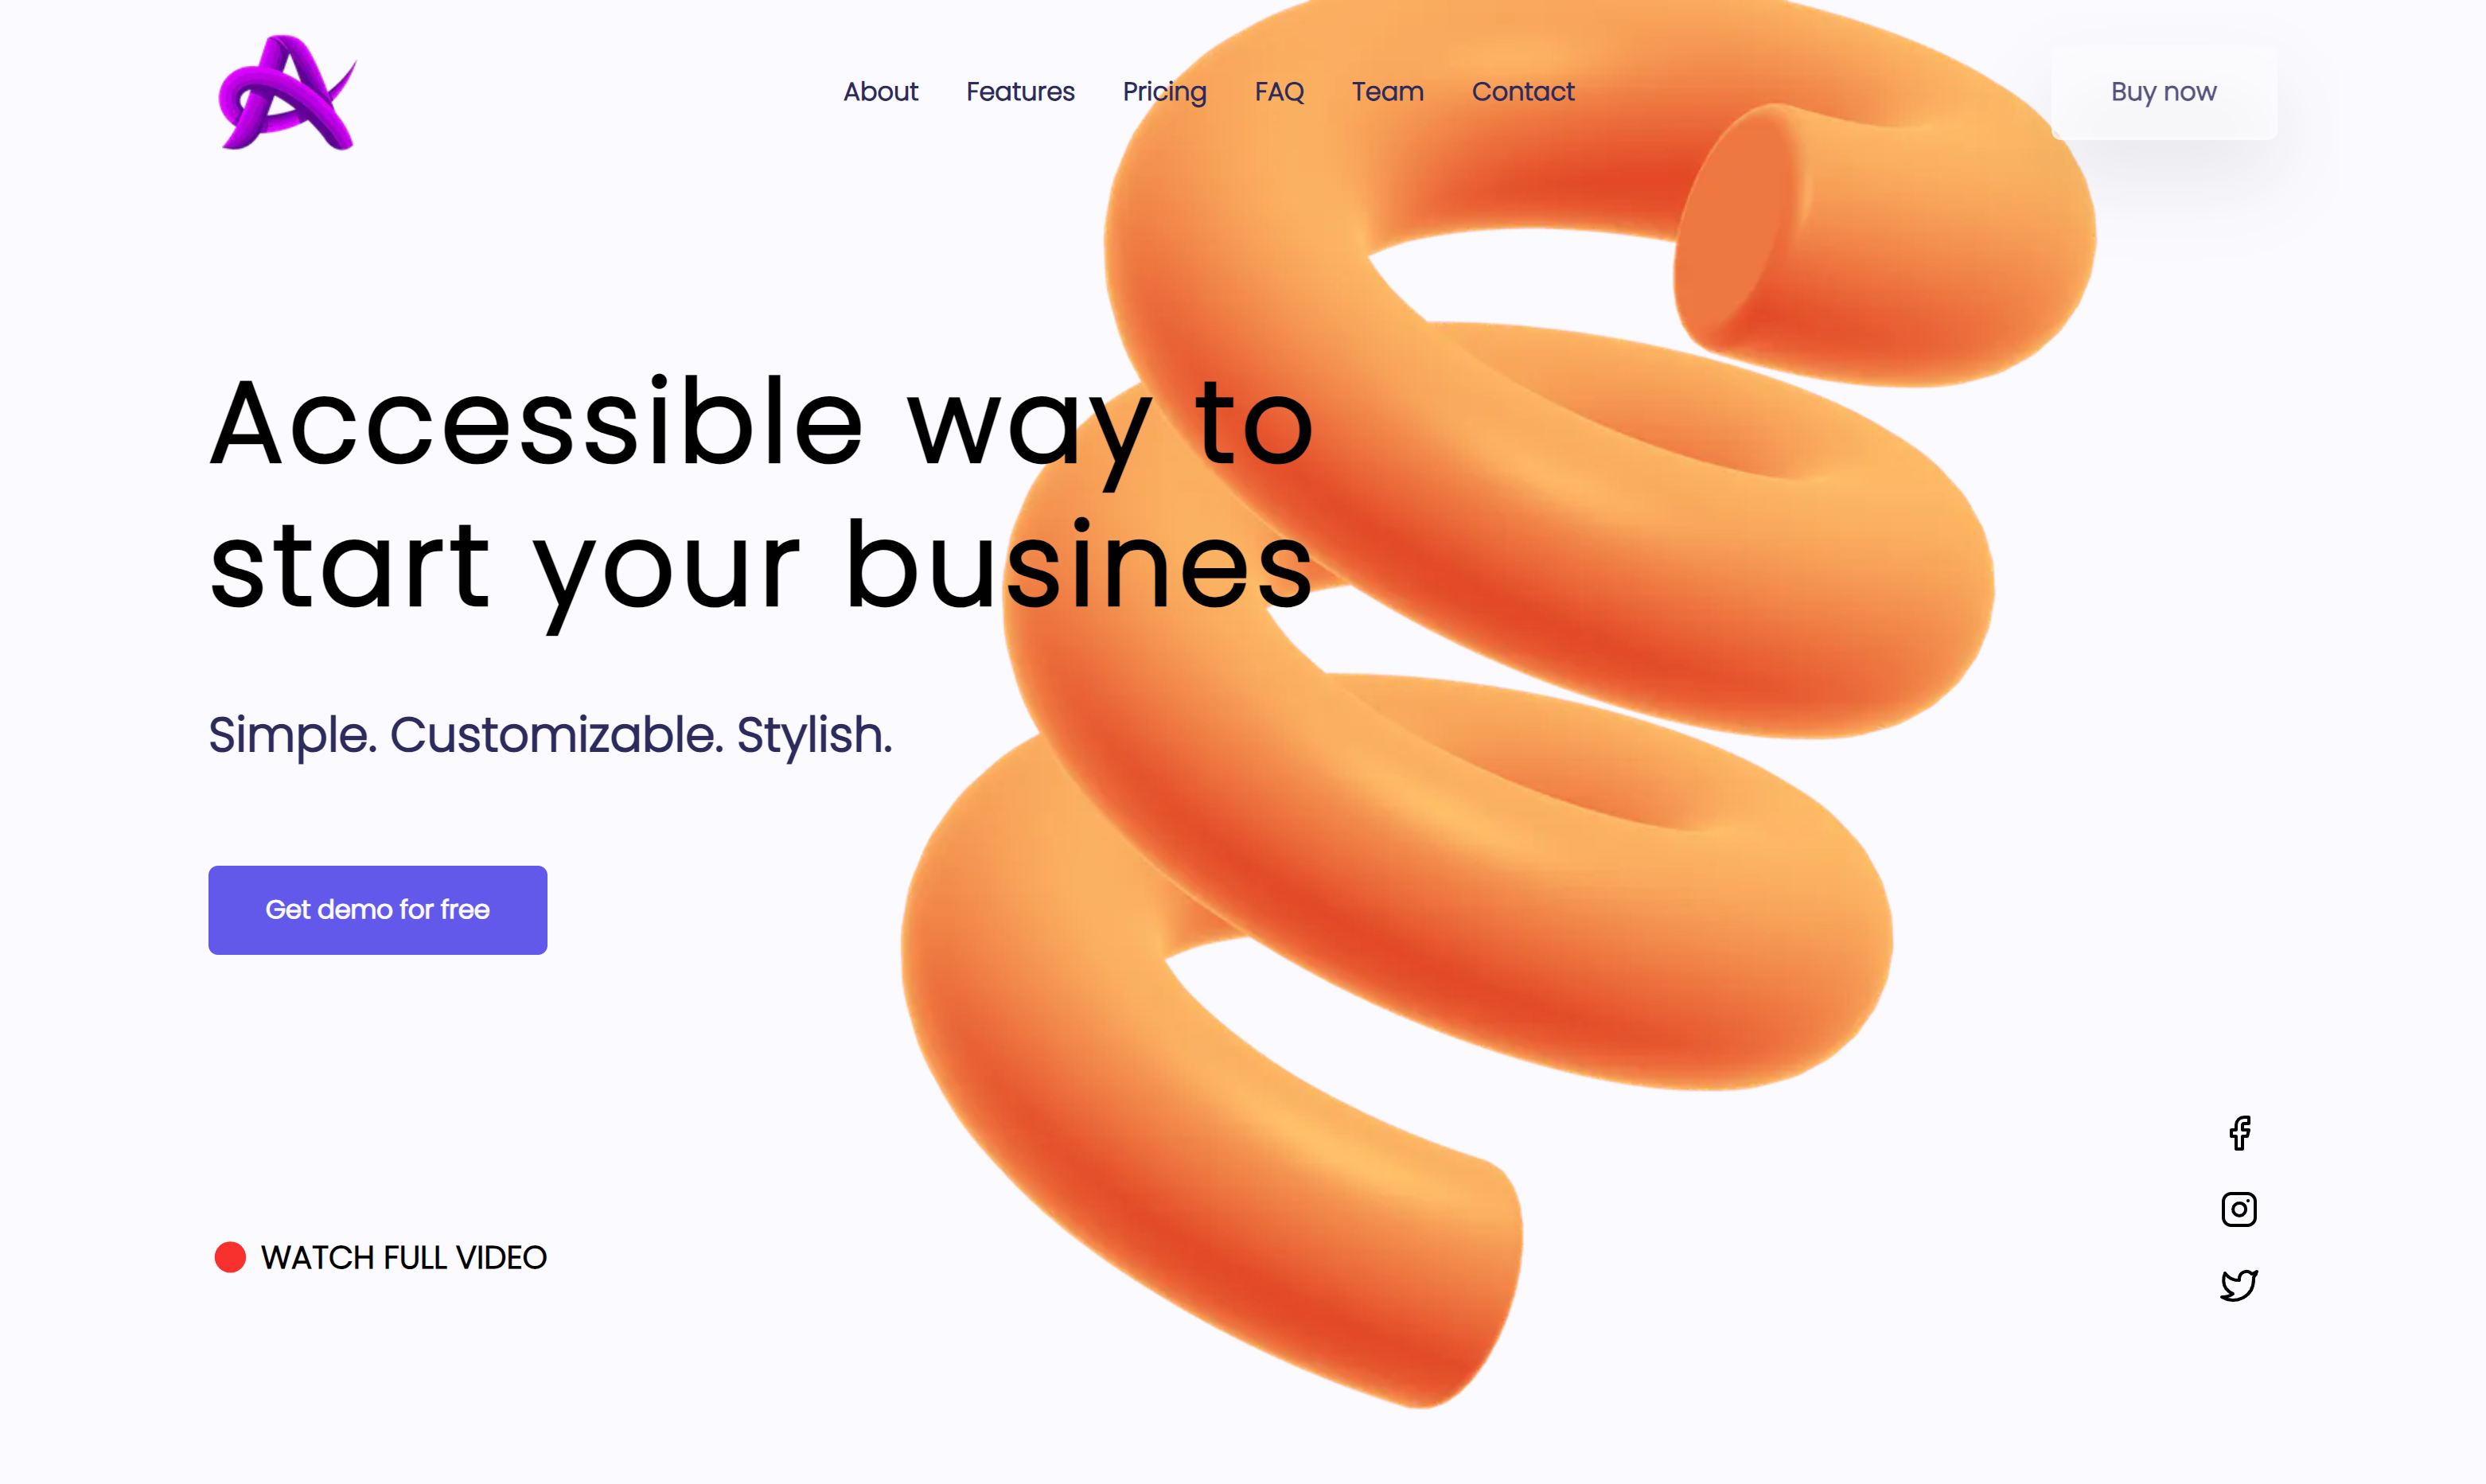 About Features Pricing FAQ Team Contact Buy now
Accessible way to
start your busines
Simple. Customizable. Stylish.
Get demo for free
WATCH FULL VIDEO